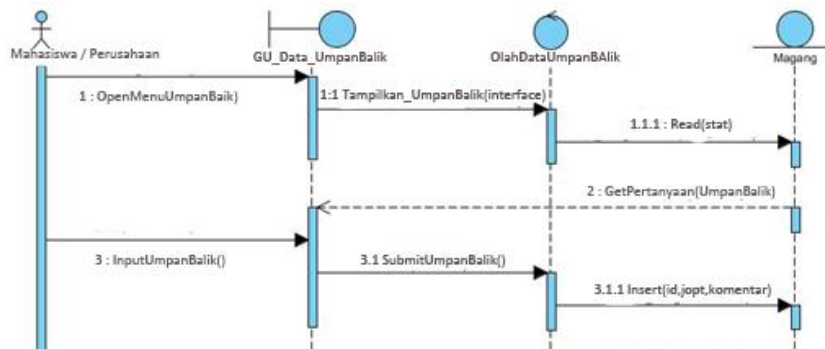 Mahasiswa / Perusahaan
GU_Data_UmpanBalik
OlahDataUmpanBAlik
Magang
1 : OpenMenuUmpanBaik)
1:1 Tampilkan_UmpanBalik(interface)
1.1.1 : Read(stat)
2 : GetPertanyaan(UmpanBalik)
3 : InputUmpanBalik()
3.1 SubmitUmpanBalik()
3.1.1 Insert(id,jopt,komentar)